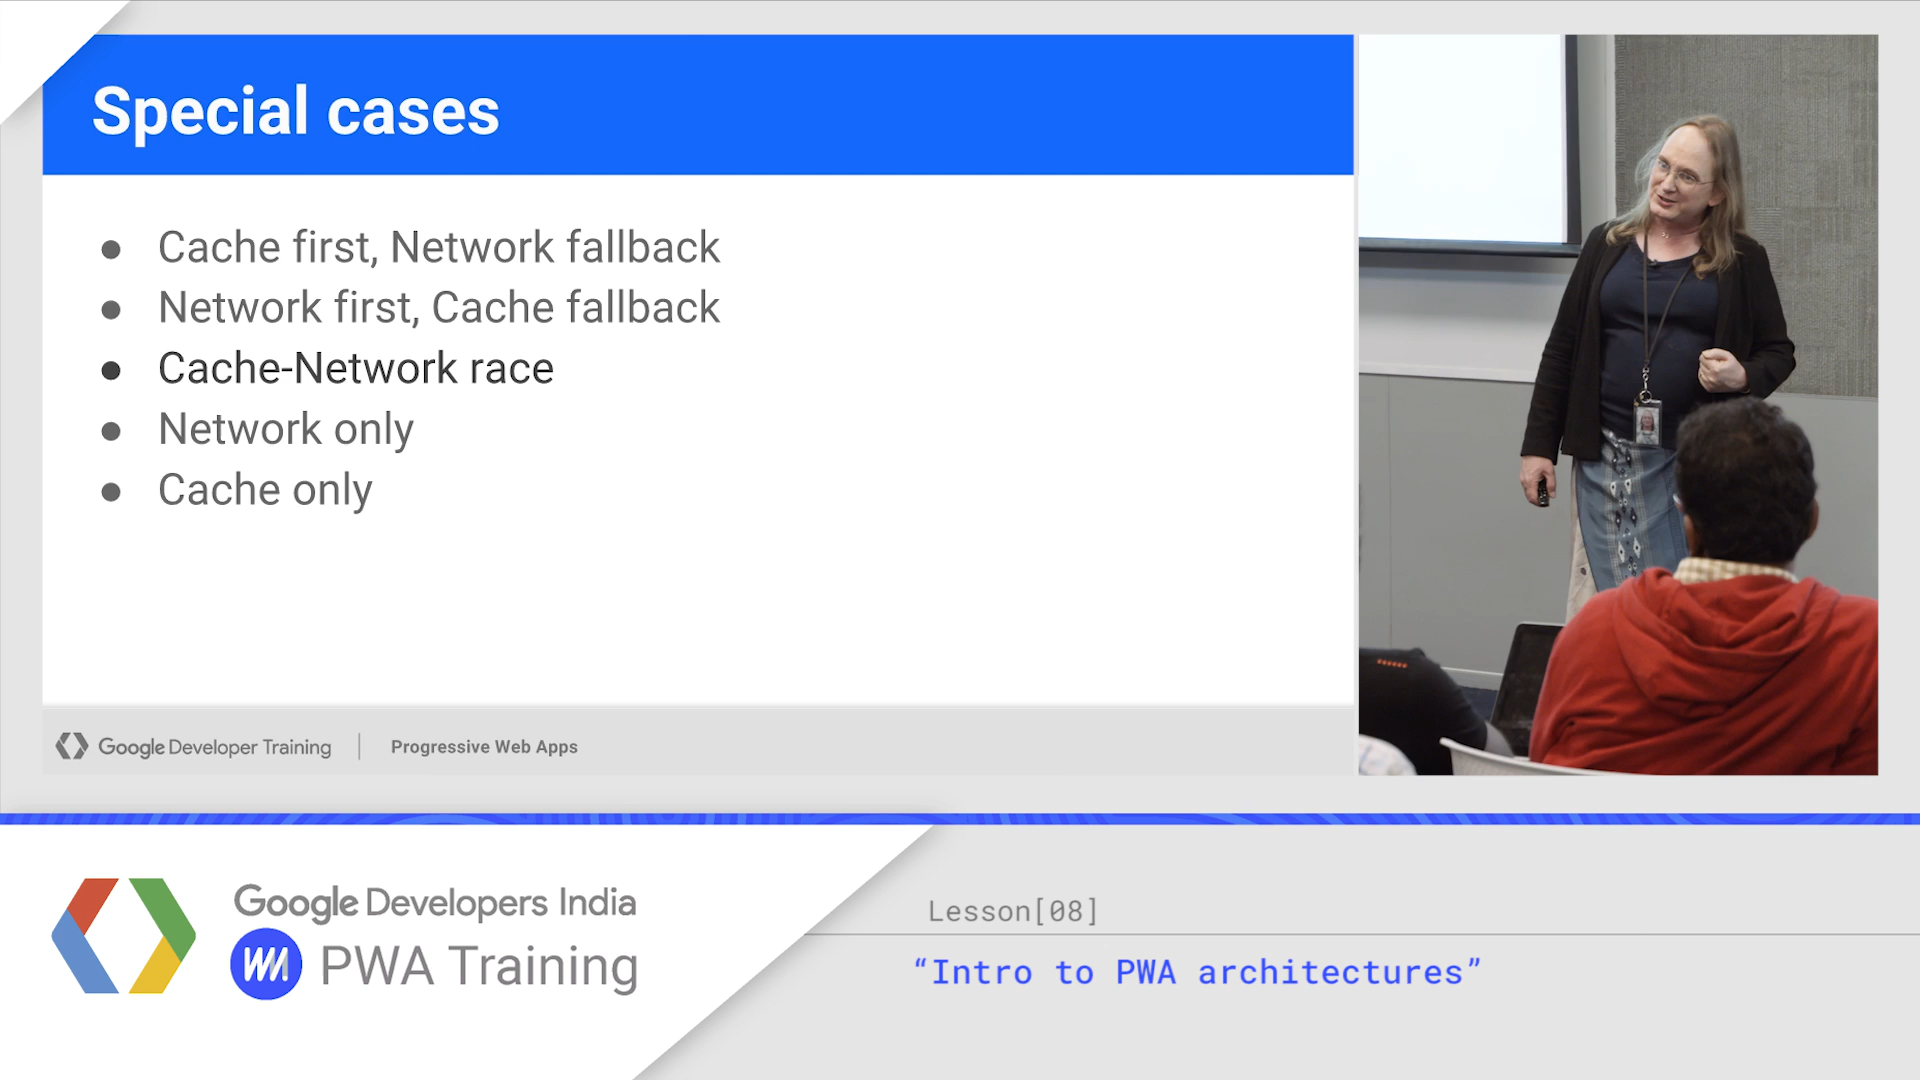 Special cases
● Cache first, Network fallback
● Network first, Cache fallback
● Cache-Network race
● Network only
● Cache only
Google Developer Training | Progressive Web Apps
Google Developers India
PWA Training
Lesson[08]
“Intro to PWA architectures”